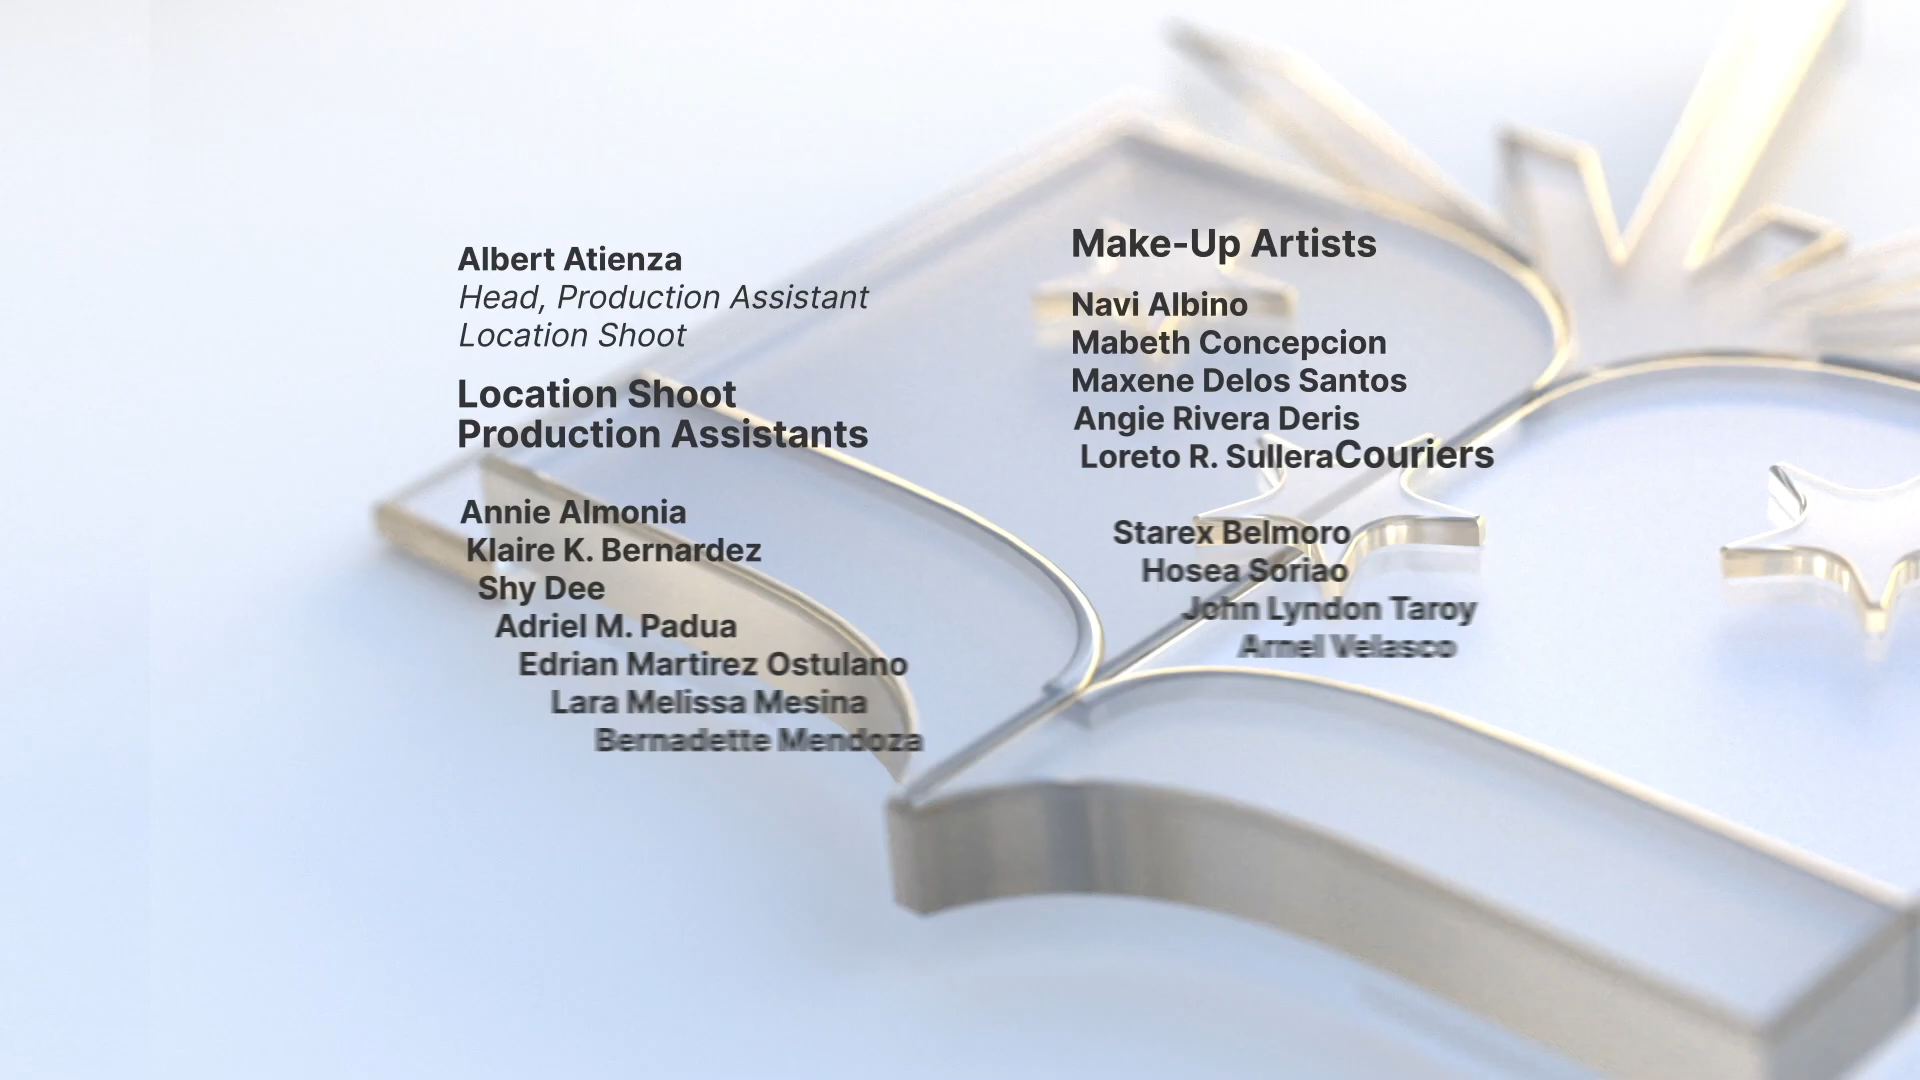 Albert Atienza
Head, Production Assistant
Location Shoot
Location Shoot
Production Assistants
Annie Almonia
Klaire K. Bernardez
Shy Dee
Adriel M. Padua
Edrian Martirez Ostulano
Lara Melissa Mesina
Bernadette Mendoza
Make-Up Artists
Navi Albino
Mabeth Concepcion
Maxene Delos Santos
Angie Rivera Deris
Loreto R. Sullera
Couriers
Starex Belmoro
Hosea Soriao
John Lyndon Taroy
Arnel Velasco